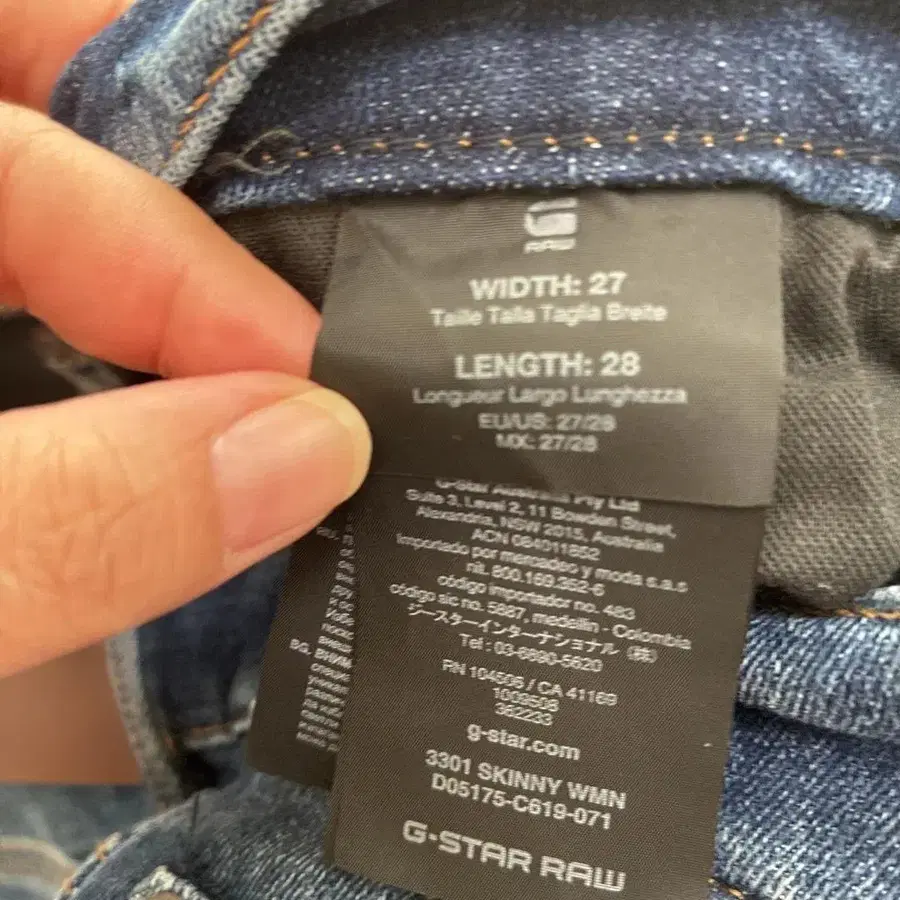 RAW
WIDTH: 27
Taille Talla Taglia Breite
LENGTH: 28
Longueur Largo Lunghezza
EU/US: 27/28
MX: 27/28
G-Star Australia Pty Ltd
Suite 3, Level 2, 11 Bowden Street,
Alexandria, NSW 2015, Australia
ACN 084011852
Importado por mercadeo y moda s.a.s
nit. 800.169.352-6
código importador no. 483
código sic no. 5887, medellin - Colombia
ジースターインターナショナル (株)
Tel : 03-6890-5620
RN 104506 / CA 41169
1009508
362233
g-star.com
3301 SKINNY WMN
D05175-C619-071
G-STAR RAW
BG.